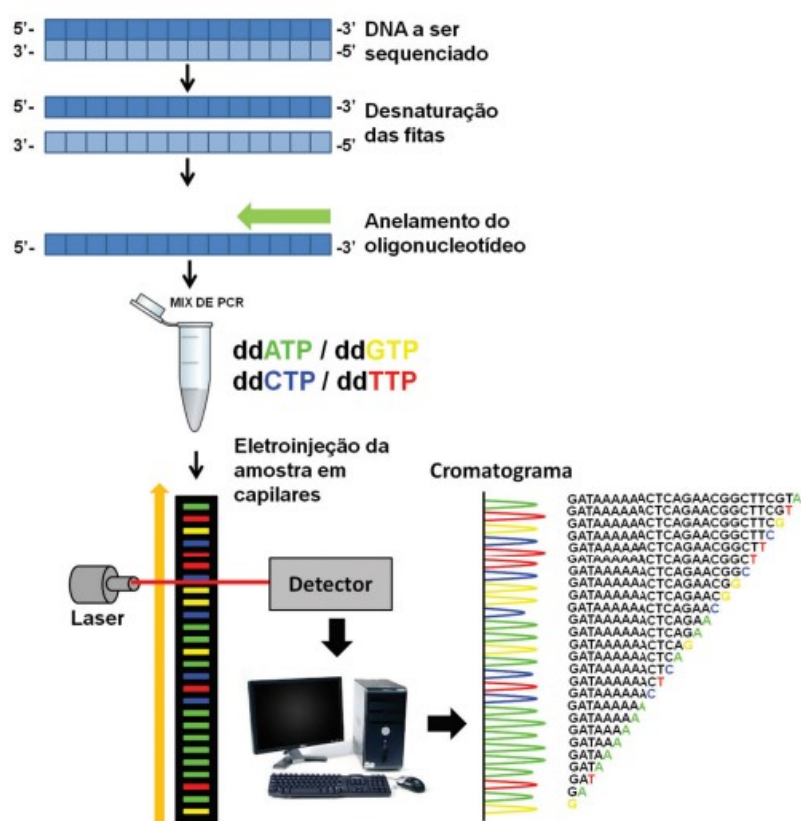 5'-
-3'
3'-
-5'
DNA a ser
sequenciado
5'-
-3'
3'-
-5'
Desnaturação
das fitas
5'-
-3'
Anelamento do
oligonucleotídeo
MIX DE PCR
ddATP / ddGTP
ddCTP / ddTTP
Eletroinjeção da
amostra em
capilares
Laser
Detector
Cromatograma
GATAAAAAACTCAGAACGGCTTCGTA
GATAAAAAACTCAGAACGGCTTCGT
GATAAAAAACTCAGAACGGCTTCG
GATAAAAAACTCAGAACGGCTTC
GATAAAAAACTCAGAACGGCTT
GATAAAAAACTCAGAACGGCT
GATAAAAAACTCAGAACGGC
GATAAAAAACTCAGAACGG
GATAAAAAACTCAGAACG
GATAAAAAACTCAGAAC
GATAAAAAACTCAGAA
GATAAAAAACTCAGA
GATAAAAAACTCAG
GATAAAAAACTCA
GATAAAAAACTC
GATAAAAAACT
GATAAAAAAC
GATAAAAAA
GATAAAAA
GATAAAA
GATAAA
GATAA
GATA
GAT
GA
G